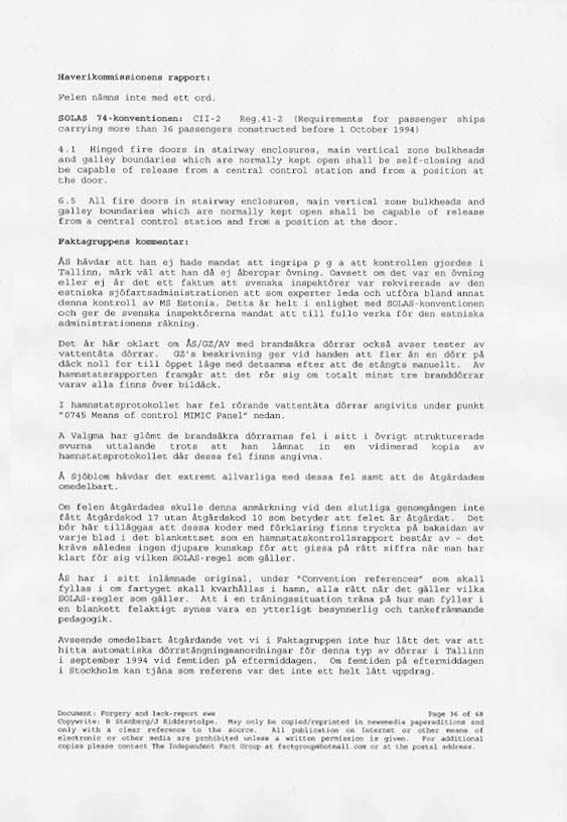 Haverikommissionens rapport:
Felen nämns inte med ett ord.
SOLAS 74-konventionen: CII-2 Reg.41-2 (Requirements for passenger ships
carrying more than 36 passengers constructed before 1 October 1994)
4.1 Hinged fire doors in stairway enclosures, main vertical zone bulkheads
and galley boundaries which are normally kept open shall be self-closing and
be capable of release from a central control station and from a position at
the door.
6.5 All fire doors in stairway enclosures, main vertical zone bulkheads and
galley boundaries which are normally kept open shall be capable of release
from a central control station and from a position at the door.
Faktagruppens kommentar:
ÅS hävdar att han ej hade mandat att ingripa p g a att kontrollen gjordes i
Tallinn, märk väl att han då ej åberopar övning. Oavsett om det var en övning
eller ej är det ett faktum att svenska inspektörer var rekvirerade av den
estniska sjöfartsadministrationen att som experter leda och utföra bland annat
denna kontroll av MS Estonia. Detta är helt i enlighet med SOLAS-konventionen
och ger de svenska inspektörerna mandat att till fullo verka för den estniska
administrationens räkning.
Det är här oklart om ÅS/GZ/AV med brandsäkra dörrar också avser tester av
vattentäta dörrar. GZ's beskrivning ger vid handen att fler än en dörr på
däck noll for till öppet läge med detsamma efter att de stängts manuellt. Av
hamnstatsrapporten framgår att det rör sig om totalt minst tre branddörrar
varav alla finns över bildäck.
I hamnstatsprotokollet har fel rörande vattentäta dörrar angivits under punkt
"0745 Means of control MIMIC Panel" nedan.
A Valgma har glömt de brandsäkra dörrarnas fel i sitt i övrigt strukturerade
svurna uttalande trots att han lämnat in en vidimerad kopia av
hamnstatsprotokollet där dessa fel finns angivna.
Å Sjöblom hävdar det extremt allvarliga med dessa fel samt att de åtgärdades
omedelbart.
Om felen åtgärdades skulle denna anmärkning vid den slutliga genomgången inte
fått åtgärdskod 17 utan åtgärdskod 10 som betyder att felet är åtgärdat. Det
bör här tilläggas att dessa koder med förklaring finns tryckta på baksidan av
varje blad i det blankettset som en hamnstatskontrollsrapport består av - det
krävs således ingen djupare kunskap för att gissa på rätt siffra när man har
klart för sig vilken SOLAS-regel som gäller.
ÅS har i sitt inlämnade original, under "Convention references" som skall
fyllas i om fartyget skall kvarhållas i hamn, alla rätt när det gäller vilka
SOLAS-regler som gäller. Att i en träningssituation träna på hur man fyller i
en blankett felaktigt synes vara en ytterligt besynnerlig och tankefrämmande
pedagogik.
Avseende omedelbart åtgärdande vet vi i Faktagruppen inte hur lätt det var att
hitta automatiska dörrstängningsanordningar för denna typ av dörrar i Tallinn
i september 1994 vid femtiden på eftermiddagen. Om femtiden på eftermiddagen
i Stockholm kan tjäna som referens var det inte ett helt lätt uppdrag.
Document: Forgery and lack-report swe Page 36 of 68
Copywrite: B Stenberg/J Ridderstolpe. May only be copied/reprinted in newsmedia papereditions and
only with a clear reference to the source. All publication on Internet or other means of
electronic or other media are prohibited unless a written permission is given. For additional
copies please contact The Independent Fact Group at factgroup@hotmail.com or at the postal address.